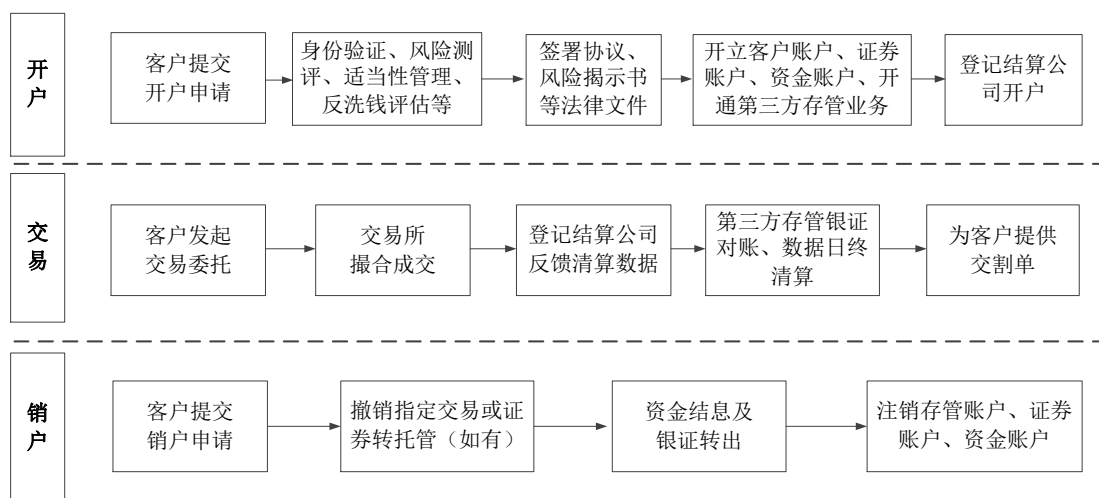 开
户
客户提交
开户申请
身份验证、风险测
评、适当性管理、
反洗钱评估等
签署协议、
风险揭示书
等法律文件
开立客户账户、证券
账户、资金账户、开
通第三方存管业务
登记结算公
司开户
交
易
客户发起
交易委托
交易所
撮合成交
登记结算公司
反馈清算数据
第三方存管银证
对账、数据日终
清算
为客户提供
交割单
销
户
客户提交
销户申请
撤销指定交易或证
券转托管（如有）
资金结息及
银证转出
注销存管账户、证券
账户、资金账户